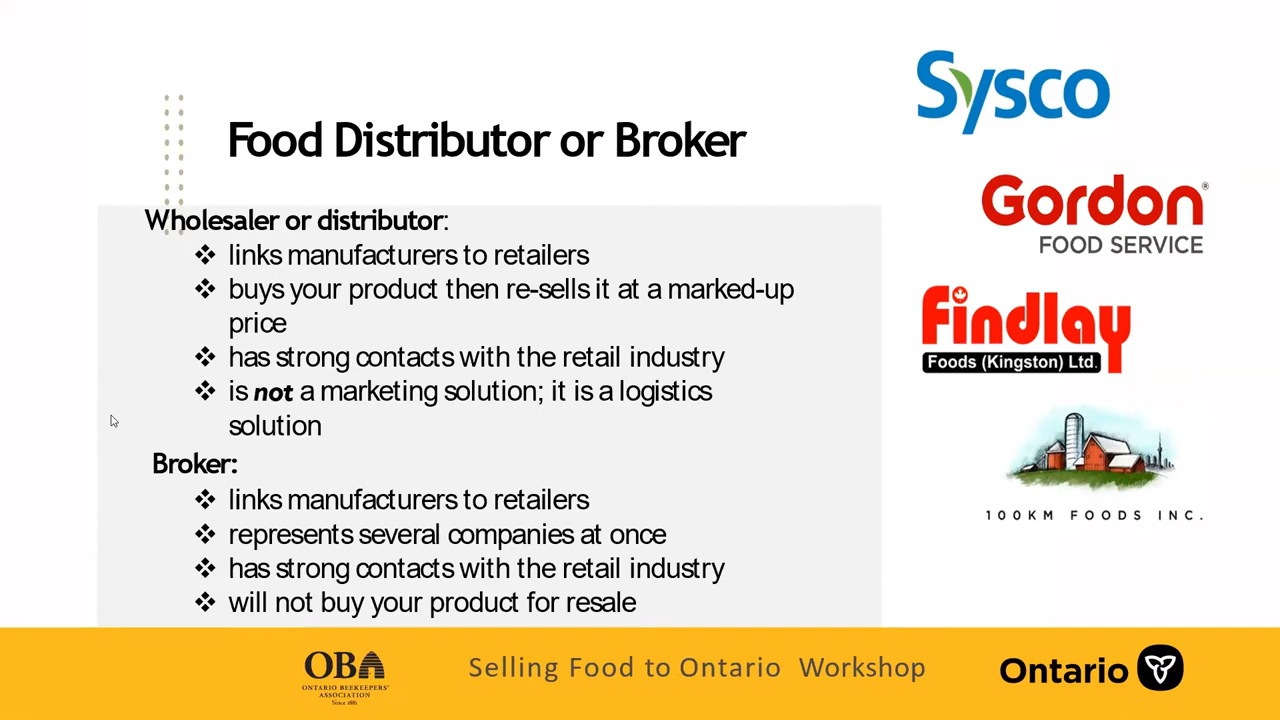 Sysco
Food Distributor or Broker
Gordon®
FOOD SERVICE
Wholesaler or distributor:
❖ links manufacturers to retailers
❖ buys your product then re-sells it at a marked-up
price
❖ has strong contacts with the retail industry
❖ is not a marketing solution; it is a logistics
solution
Findlay
Foods (Kingston) Ltd.
Broker:
❖ links manufacturers to retailers
❖ represents several companies at once
❖ has strong contacts with the retail industry
❖ will not buy your product for resale
100KM FOODS INC.
OBA
ONTARIO BEEKEEPERS'
ASSOCIATION
Since 1881
Selling Food to Ontario Workshop
Ontario